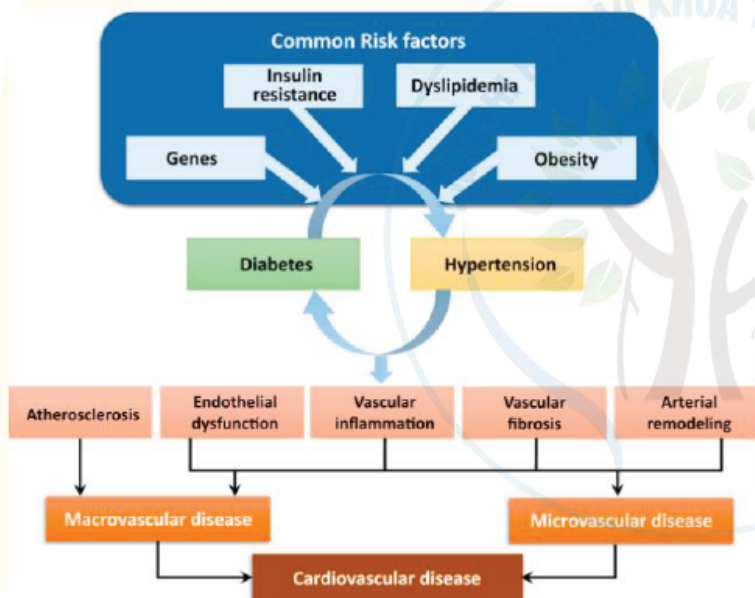 Common Risk factors
Insulin
resistance
Dyslipidemia
Genes
Obesity
Diabetes
Hypertension
Atherosclerosis
Endothelial
dysfunction
Vascular
inflammation
Vascular
fibrosis
Arterial
remodeling
Macrovascular disease
Microvascular disease
Cardiovascular disease